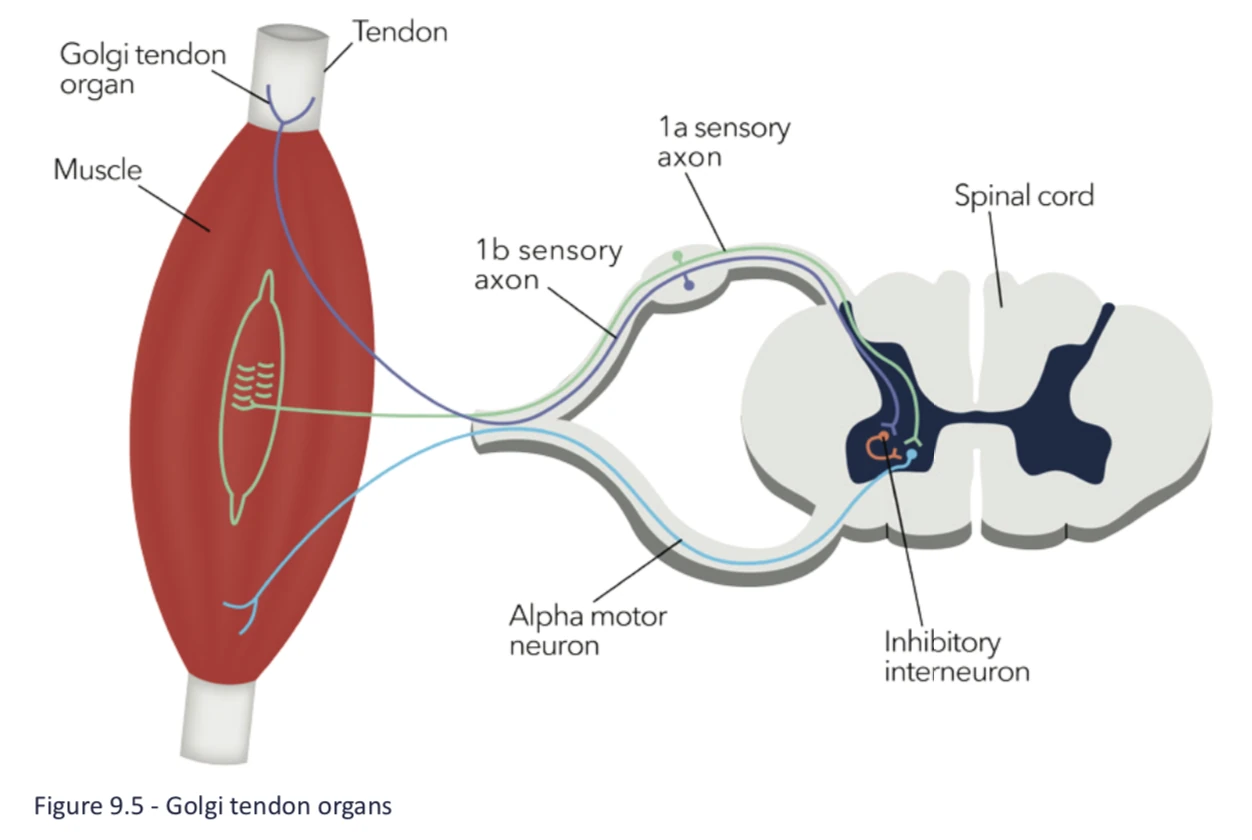 Tendon
Golgi tendon
organ
1a sensory
axon
Muscle
Spinal cord
1b sensory
axon
Alpha motor
neuron
Inhibitory
interneuron
Figure 9.5 - Golgi tendon organs